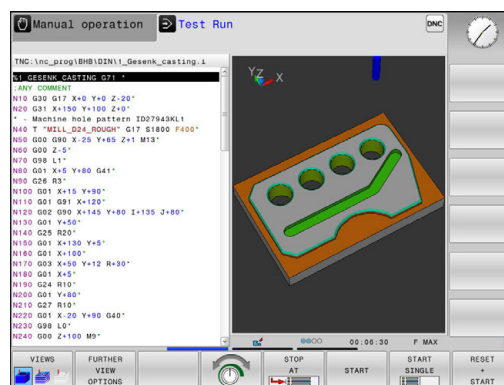 Manual operation
Test Run
DNC
TNC:\nc_prog\BHB\DIN\1_Gesenk_casting.i
%1_GESENK_CASTING G71 *
;ANY COMMENT
N10 G30 G17 X+0 Y+0 Z-20*
N20 G31 X+150 Y+100 Z+0*
* - Machine hole pattern ID27943KL1
N40 T "MILL_D24_ROUGH" G17 S1800 F400*
N50 G00 G90 X-25 Y+65 Z+1 M13*
N60 G00 Z-5*
N70 G98 L1*
N80 G01 X+5 Y+80 G41*
N90 G26 R3*
N100 G01 X+15 Y+90*
N110 G01 G91 X+120*
N120 G02 G90 X+145 Y+80 I+135 J+80*
N130 G01 Y+50*
N140 G25 R20*
N150 G01 X+130 Y+5*
N160 G01 X+100*
N170 G03 X+50 Y+12 R+30*
N180 G01 X+5*
N190 G24 R10*
N200 G01 Y+80*
N210 G27 R10*
N220 G01 X-20 Y+90 G40*
N230 G98 L0*
N240 G00 Z+100 M9*
Y Z X
00:06:30 F MAX
VIEWS
FURTHER
VIEW
OPTIONS
STOP
AT
START
START
SINGLE
RESET
+
START